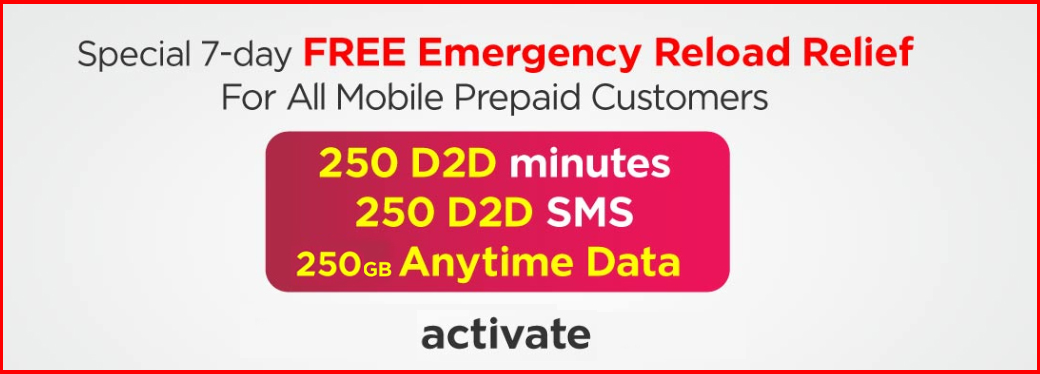 Special 7-day FREE Emergency Reload Relief
For All Mobile Prepaid Customers
250 D2D minutes
250 D2D SMS
250GB Anytime Data
activate